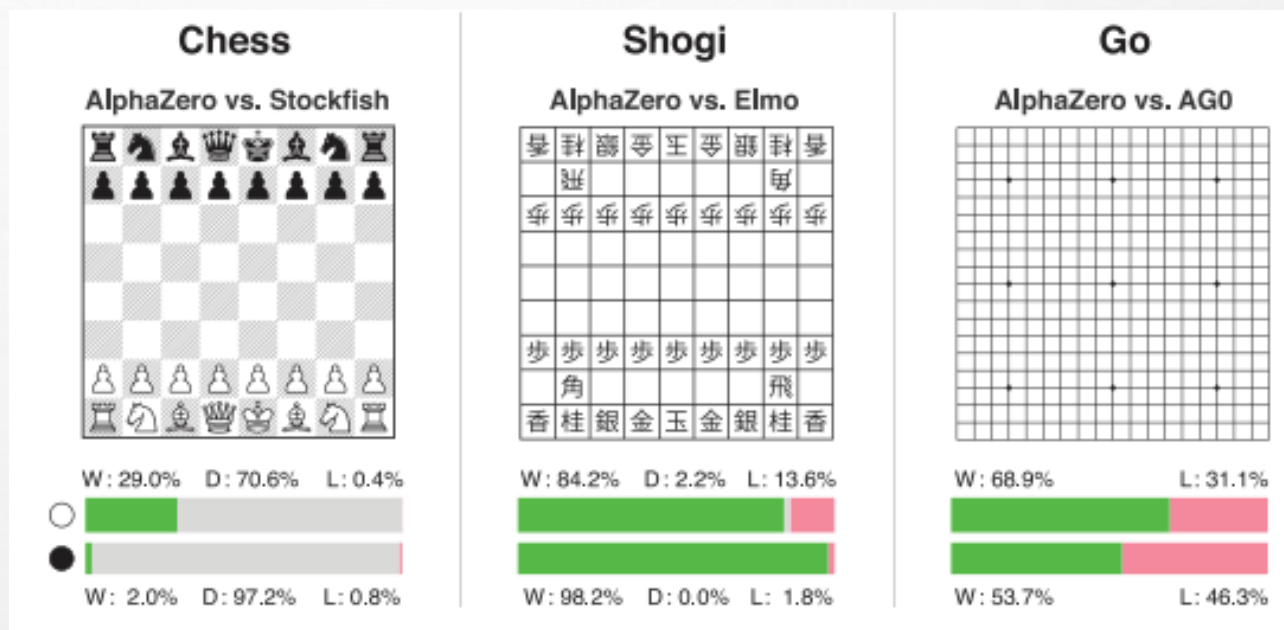 Chess
AlphaZero vs. Stockfish
W: 29.0% D: 70.6% L: 0.4%
W: 2.0% D: 97.2% L: 0.8%
Shogi
AlphaZero vs. Elmo
香桂銀金玉金銀桂香
飛角
歩歩歩歩歩歩歩歩歩
歩歩歩歩歩歩歩歩歩
角飛
香桂銀金玉金銀桂香
W: 84.2% D: 2.2% L: 13.6%
W: 98.2% D: 0.0% L: 1.8%
Go
AlphaZero vs. AG0
W: 68.9% L: 31.1%
W: 53.7% L: 46.3%